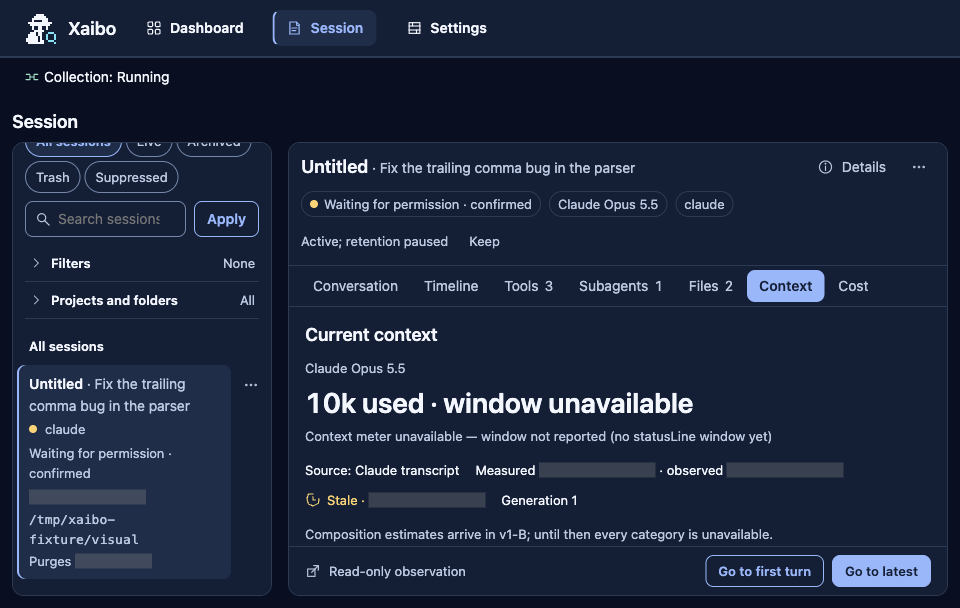 Xaibo
Dashboard
Session
Settings
Collection: Running
Session
All sessions
Live
Archived
Trash
Suppressed
Search sessions
Apply
Filters
None
Projects and folders
All
All sessions
Untitled · Fix the trailing
comma bug in the parser
claude
Waiting for permission ·
confirmed
/tmp/xaibo-
fixture/visual
Purges
Untitled · Fix the trailing comma bug in the parser
Details
Waiting for permission · confirmed
Claude Opus 5.5
claude
Active; retention paused
Keep
Conversation
Timeline
Tools 3
Subagents 1
Files 2
Context
Cost
Current context
Claude Opus 5.5
10k used · window unavailable
Context meter unavailable — window not reported (no statusLine window yet)
Source: Claude transcript Measured · observed
Stale · Generation 1
Composition estimates arrive in v1-B; until then every category is unavailable.
Read-only observation
Go to first turn
Go to latest